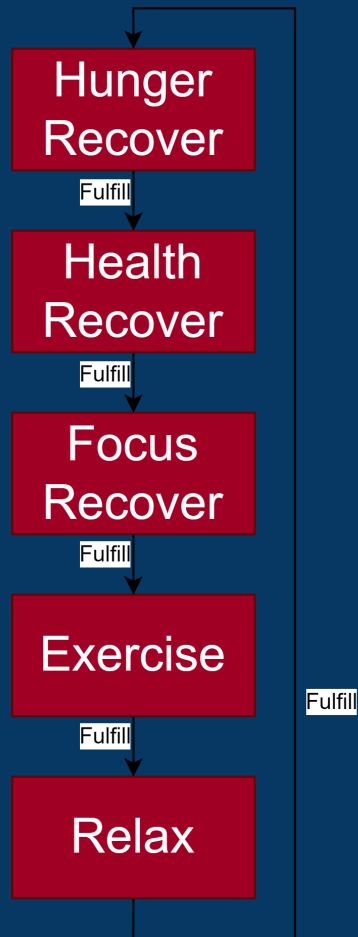 Hunger
Recover
Fulfill
Health
Recover
Fulfill
Focus
Recover
Fulfill
Exercise
Fulfill
Fulfill
Relax